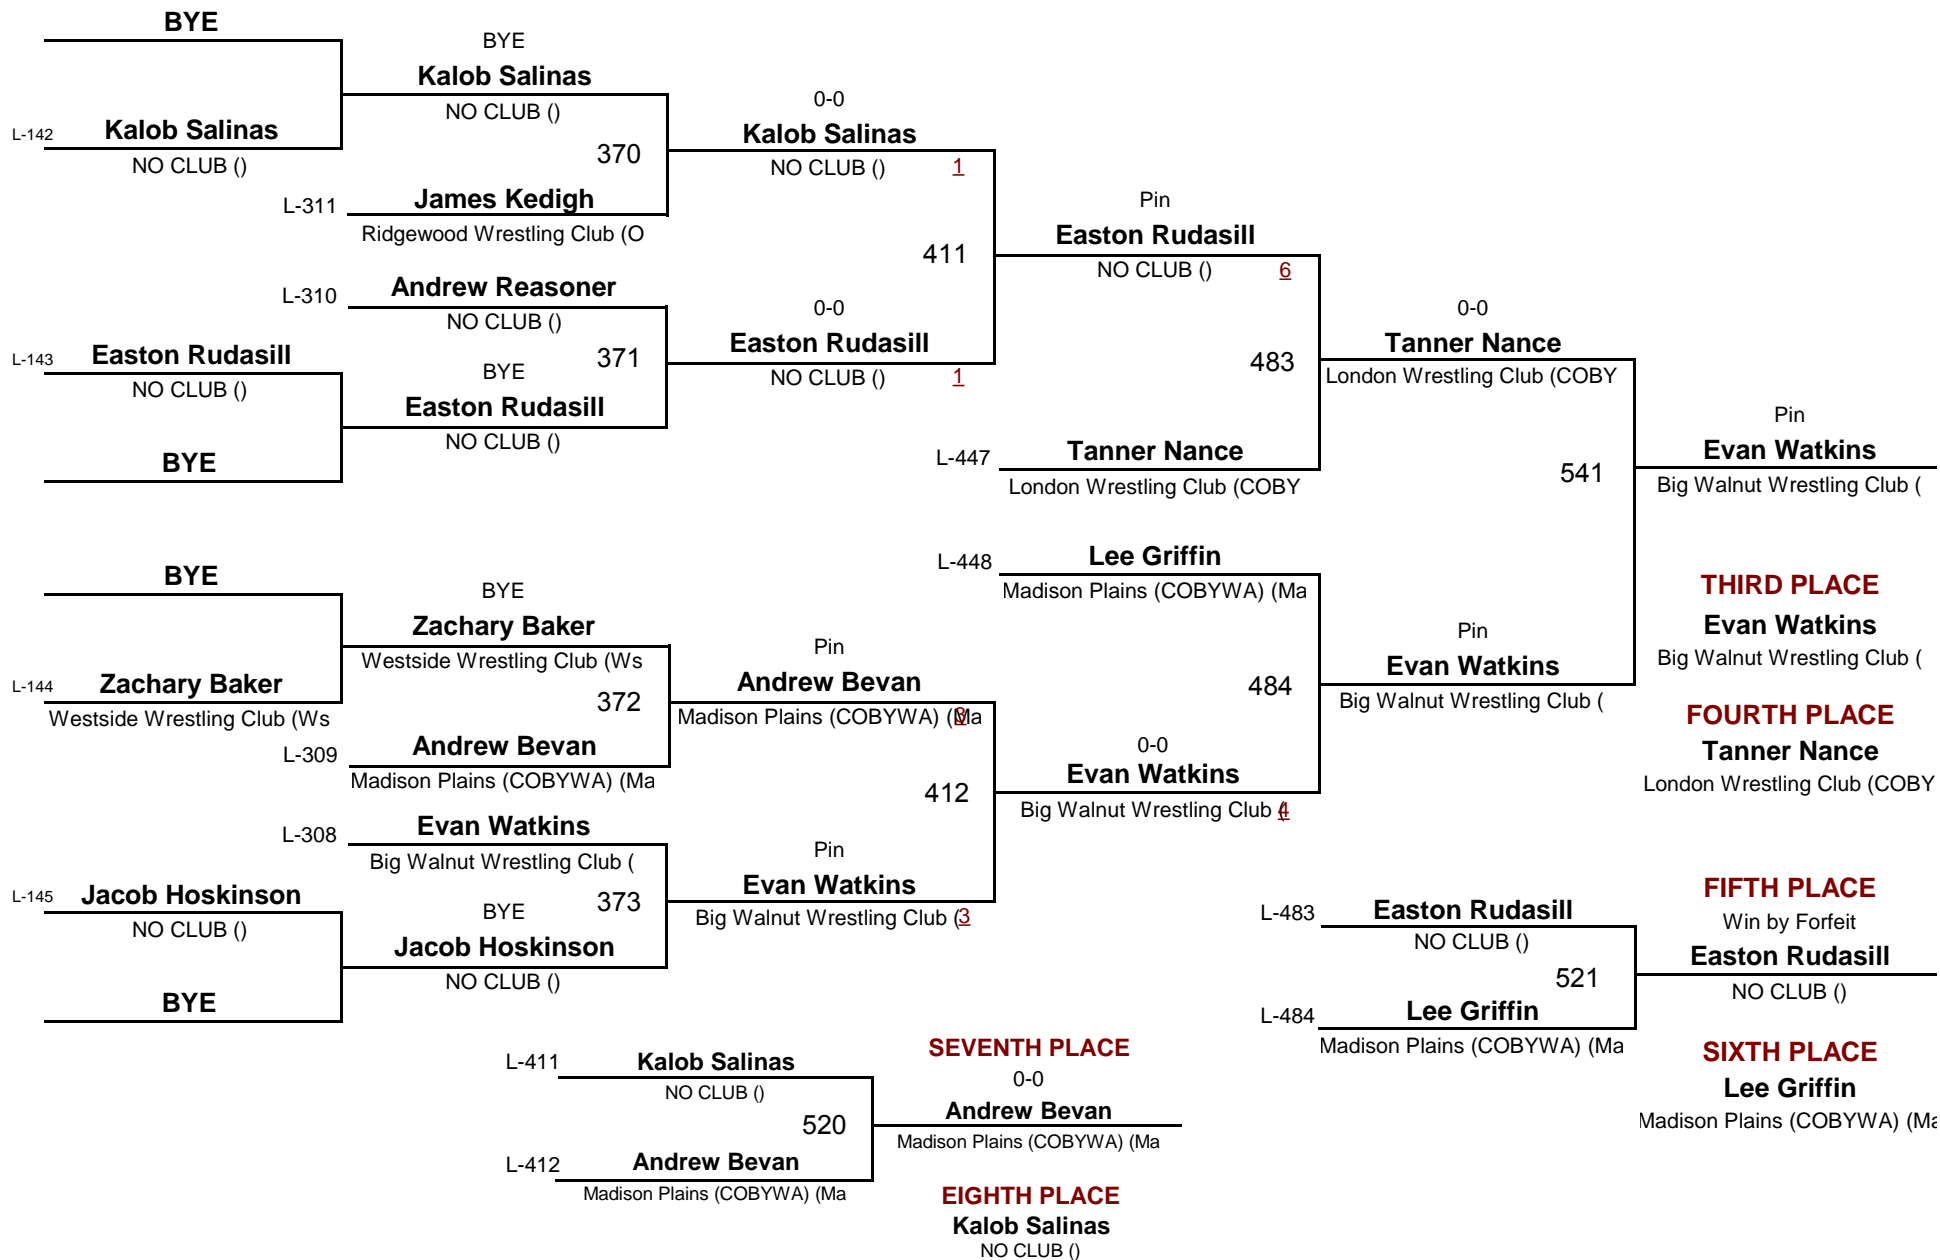 BYE
BYE
Kalob Salinas
NO CLUB ()
L-142 Kalob Salinas
NO CLUB ()
370
L-311 James Kedigh
Ridgewood Wrestling Club (O
0-0
Kalob Salinas
NO CLUB () 1
411
L-310 Andrew Reasoner
NO CLUB ()
L-143 Easton Rudasill
NO CLUB ()
371
BYE
Easton Rudasill
NO CLUB ()
BYE
0-0
Easton Rudasill
NO CLUB () 1
Pin
Easton Rudasill
NO CLUB () 6
483
L-447 Tanner Nance
London Wrestling Club (COBY
0-0
Tanner Nance
London Wrestling Club (COBY
541
Pin
Evan Watkins
Big Walnut Wrestling Club (
BYE
BYE
Zachary Baker
Westside Wrestling Club (Ws
L-144 Zachary Baker
Westside Wrestling Club (Ws
372
L-309 Andrew Bevan
Madison Plains (COBYWA) (Ma
Pin
Andrew Bevan
Madison Plains (COBYWA) (Ma 3
412
L-308 Evan Watkins
Big Walnut Wrestling Club (
L-145 Jacob Hoskinson
NO CLUB ()
373
BYE
Jacob Hoskinson
NO CLUB ()
BYE
Pin
Evan Watkins
Big Walnut Wrestling Club ( 3
L-448 Lee Griffin
Madison Plains (COBYWA) (Ma
484
0-0
Evan Watkins
Big Walnut Wrestling Club ( 4
Pin
Evan Watkins
Big Walnut Wrestling Club (
THIRD PLACE
Evan Watkins
Big Walnut Wrestling Club (
FOURTH PLACE
Tanner Nance
London Wrestling Club (COBY
L-483 Easton Rudasill
NO CLUB ()
521
L-484 Lee Griffin
Madison Plains (COBYWA) (Ma
FIFTH PLACE
Win by Forfeit
Easton Rudasill
NO CLUB ()
SIXTH PLACE
Lee Griffin
Madison Plains (COBYWA) (Ma
L-411 Kalob Salinas
NO CLUB ()
520
L-412 Andrew Bevan
Madison Plains (COBYWA) (Ma
SEVENTH PLACE
0-0
Andrew Bevan
Madison Plains (COBYWA) (Ma
EIGHTH PLACE
Kalob Salinas
NO CLUB ()